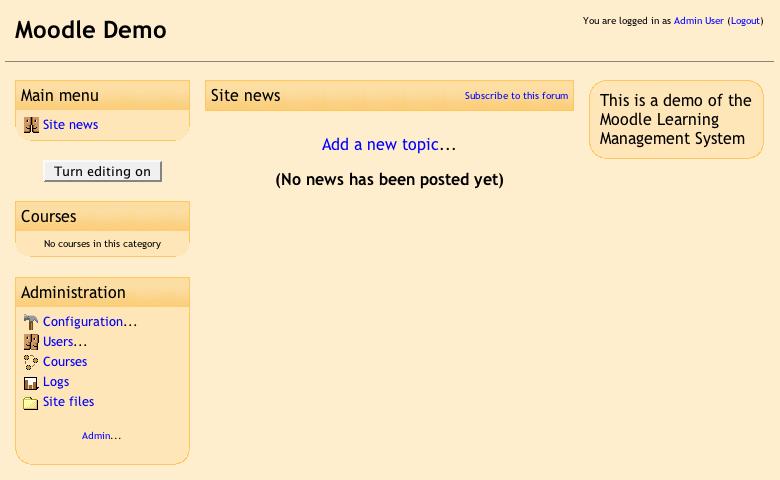 Moodle Demo
You are logged in as Admin User (Logout)
Main menu
Site news
Turn editing on
Courses
No courses in this category
Administration
Configuration...
Users...
Courses
Logs
Site files
Admin...
Site news
Subscribe to this forum
Add a new topic...
(No news has been posted yet)
This is a demo of the
Moodle Learning
Management System